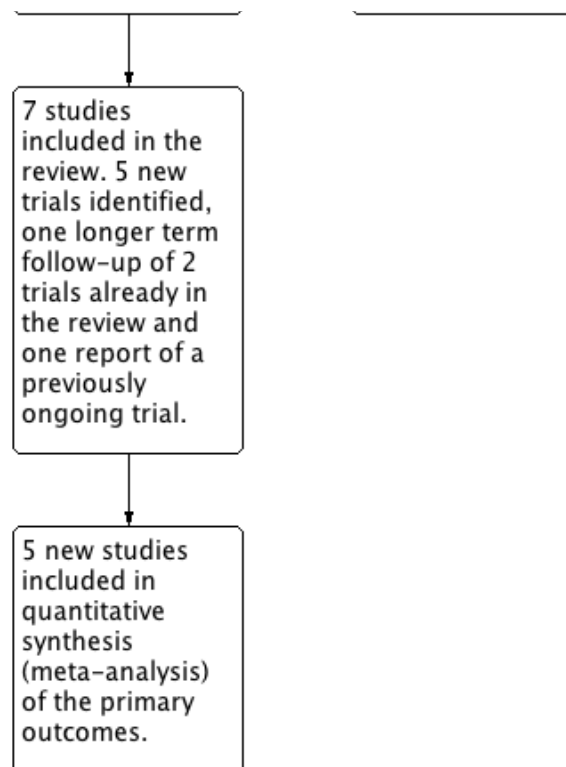 7 studies
included in the
review. 5 new
trials identified,
one longer term
follow-up of 2
trials already in
the review and
one report of a
previously
ongoing trial.
5 new studies
included in
quantitative
synthesis
(meta-analysis)
of the primary
outcomes.